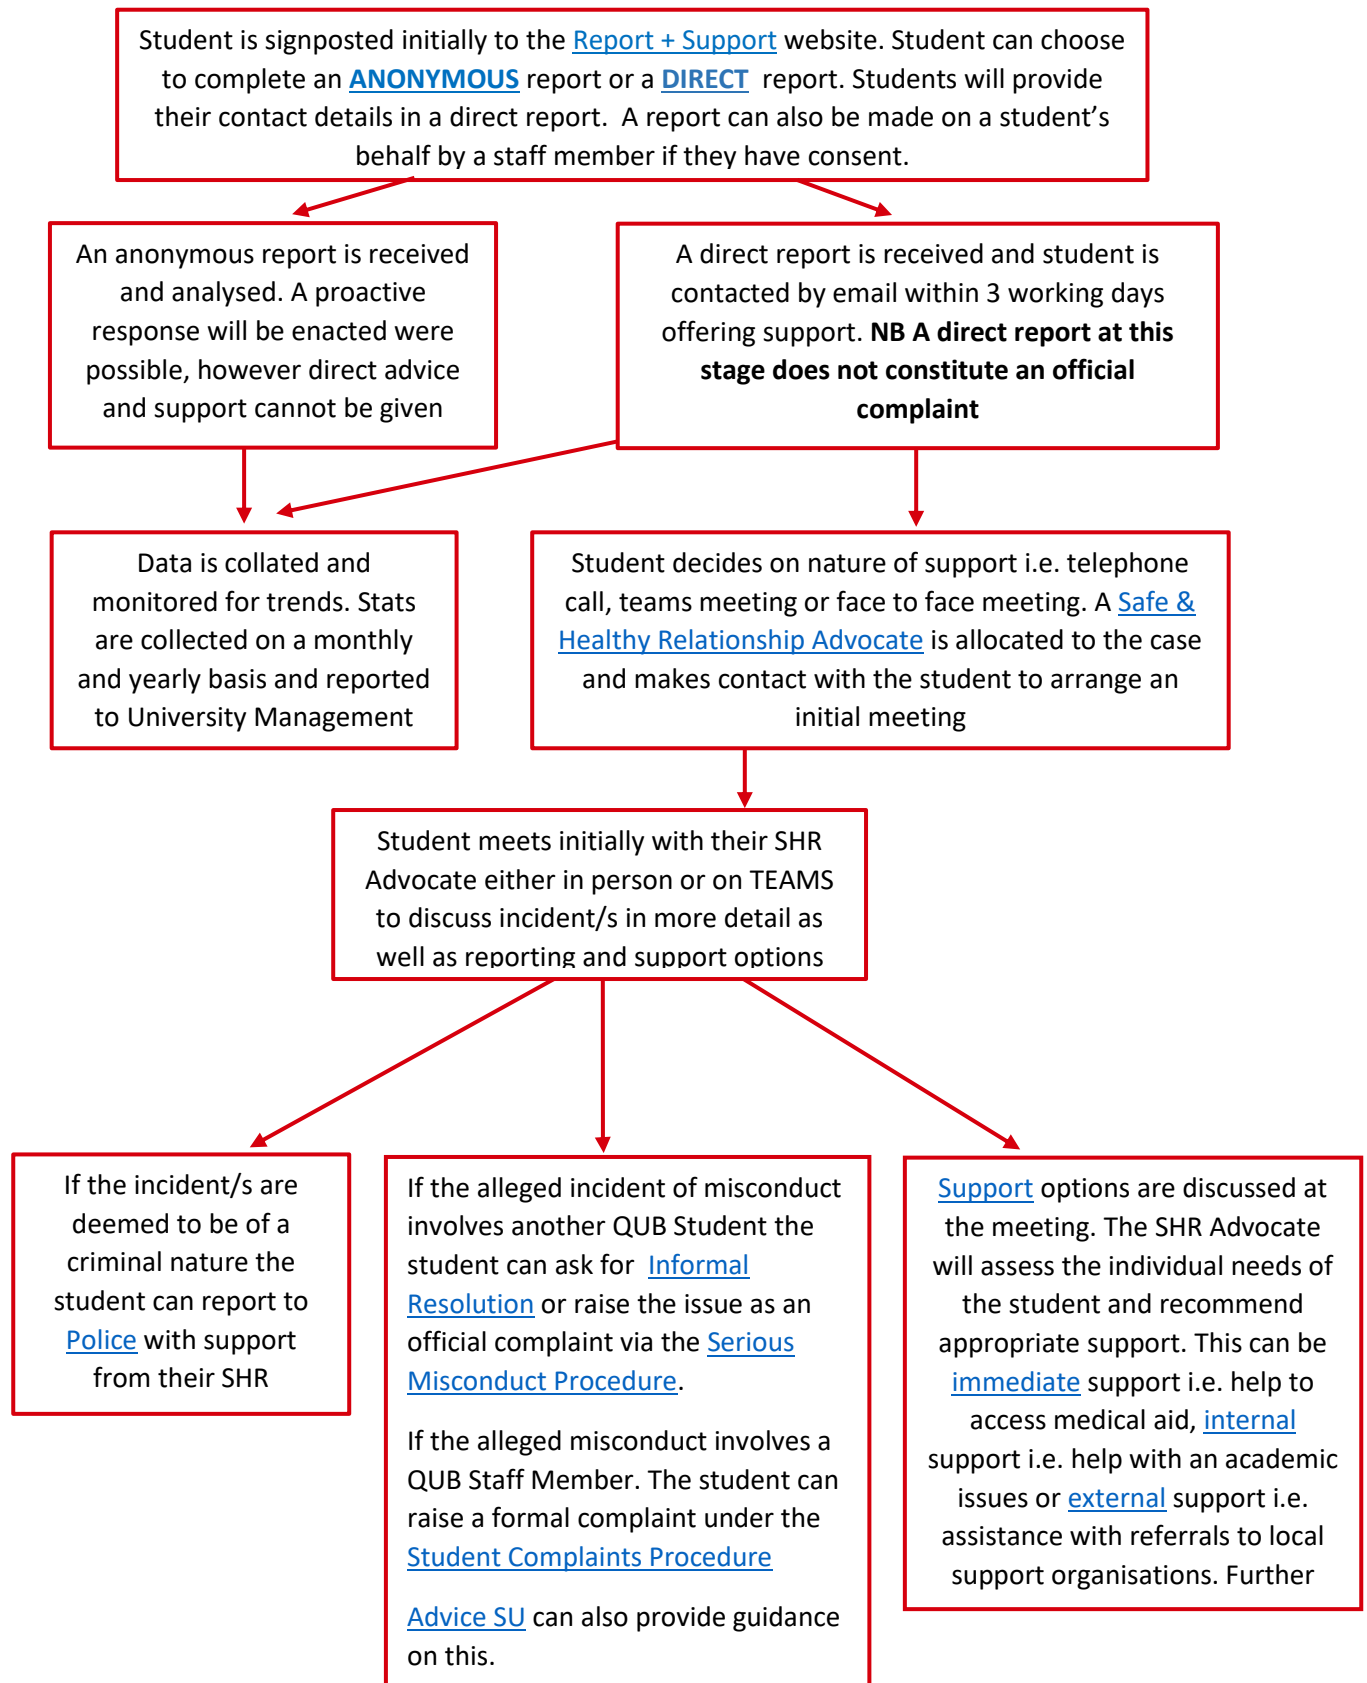 Student is signposted initially to the Report + Support website. Student can choose
to complete an ANONYMOUS report or a DIRECT report. Students will provide
their contact details in a direct report. A report can also be made on a student's
behalf by a staff member if they have consent.
An anonymous report is received
and analysed. A proactive
response will be enacted were
possible, however direct advice
and support cannot be given
A direct report is received and student is
contacted by email within 3 working days
offering support. NB A direct report at this
stage does not constitute an official
complaint
Data is collated and
monitored for trends. Stats
are collected on a monthly
and yearly basis and reported
to University Management
Student decides on nature of support i.e. telephone
call, teams meeting or face to face meeting. A Safe &
Healthy Relationship Advocate is allocated to the case
and makes contact with the student to arrange an
initial meeting
Student meets initially with their SHR
Advocate either in person or on TEAMS
to discuss incident/s in more detail as
well as reporting and support options
If the incident/s are
deemed to be of a
criminal nature the
student can report to
Police with support
from their SHR
If the alleged incident of misconduct
involves another QUB Student the
student can ask for Informal
Resolution or raise the issue as an
official complaint via the Serious
Misconduct Procedure.
If the alleged misconduct involves a
QUB Staff Member. The student can
raise a formal complaint under the
Student Complaints Procedure
Advice SU can also provide guidance
on this.
Support options are discussed at
the meeting. The SHR Advocate
will assess the individual needs of
the student and recommend
appropriate support. This can be
immediate support i.e. help to
access medical aid, internal
support i.e. help with an academic
issues or external support i.e.
assistance with referrals to local
support organisations. Further